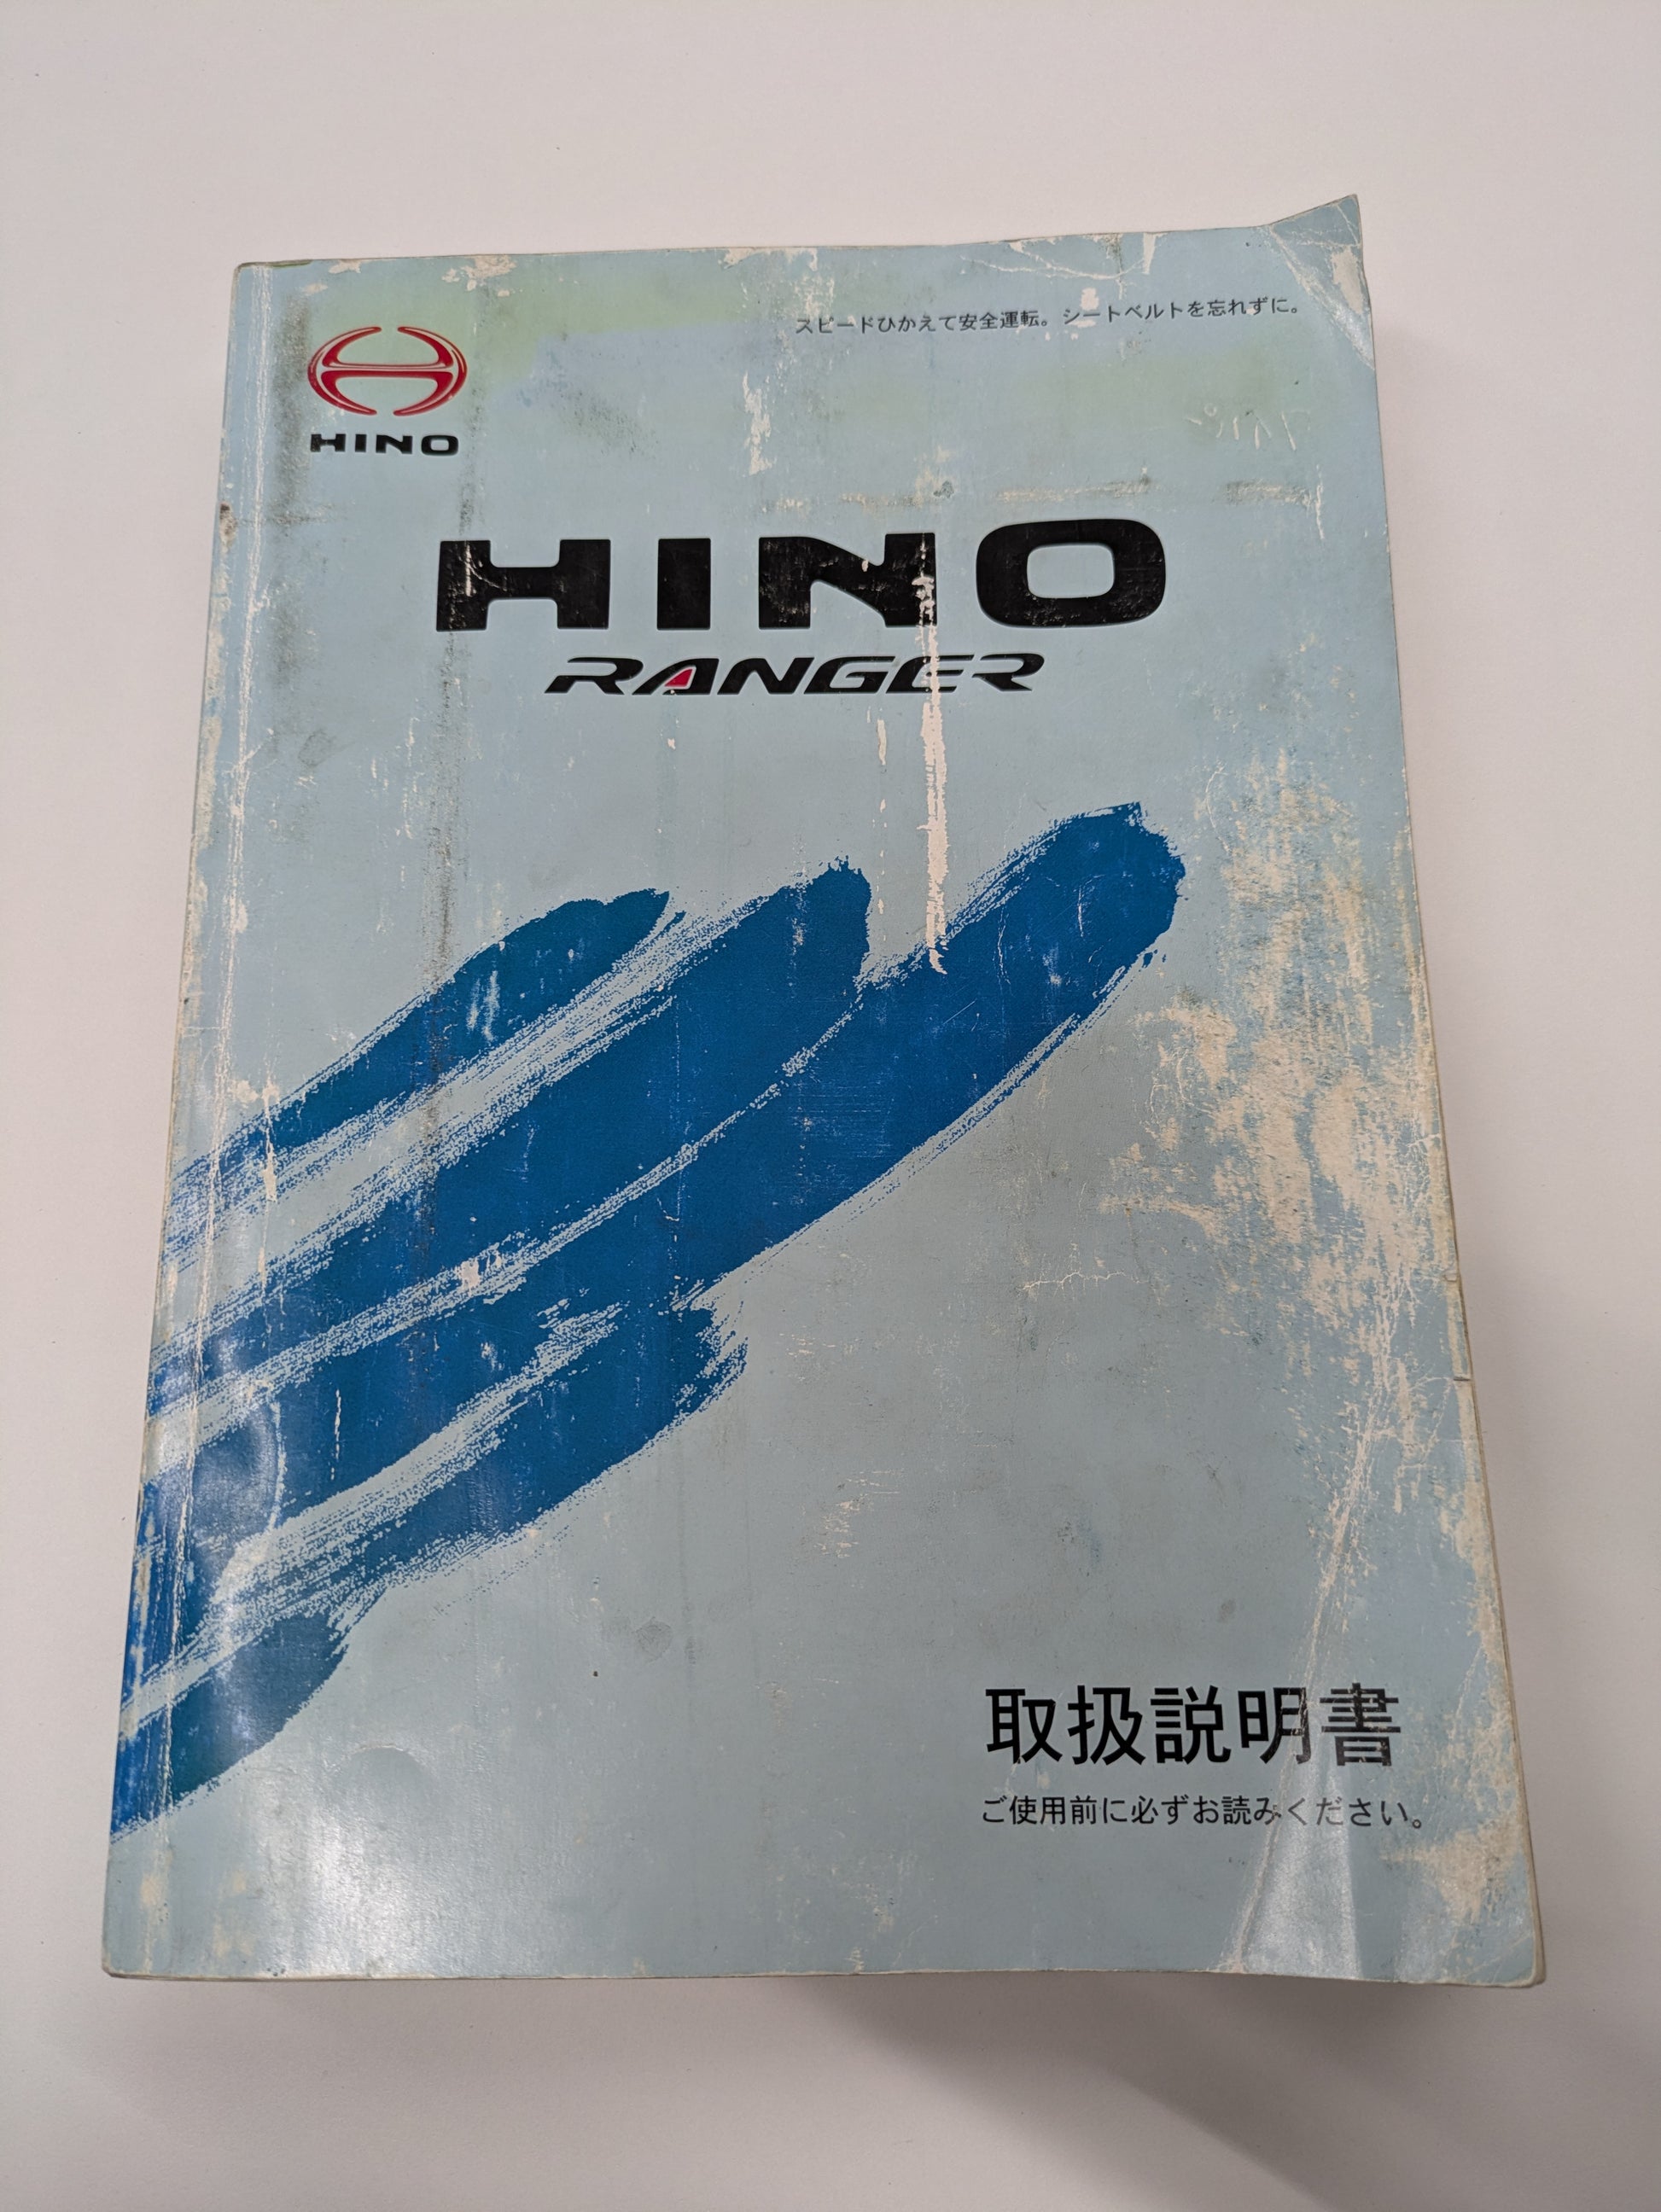 スピードひかえて安全運転。シートベルトを忘れずに。
HINO
HINO
RANGER
取扱説明書
ご使用前に必ずお読みください。